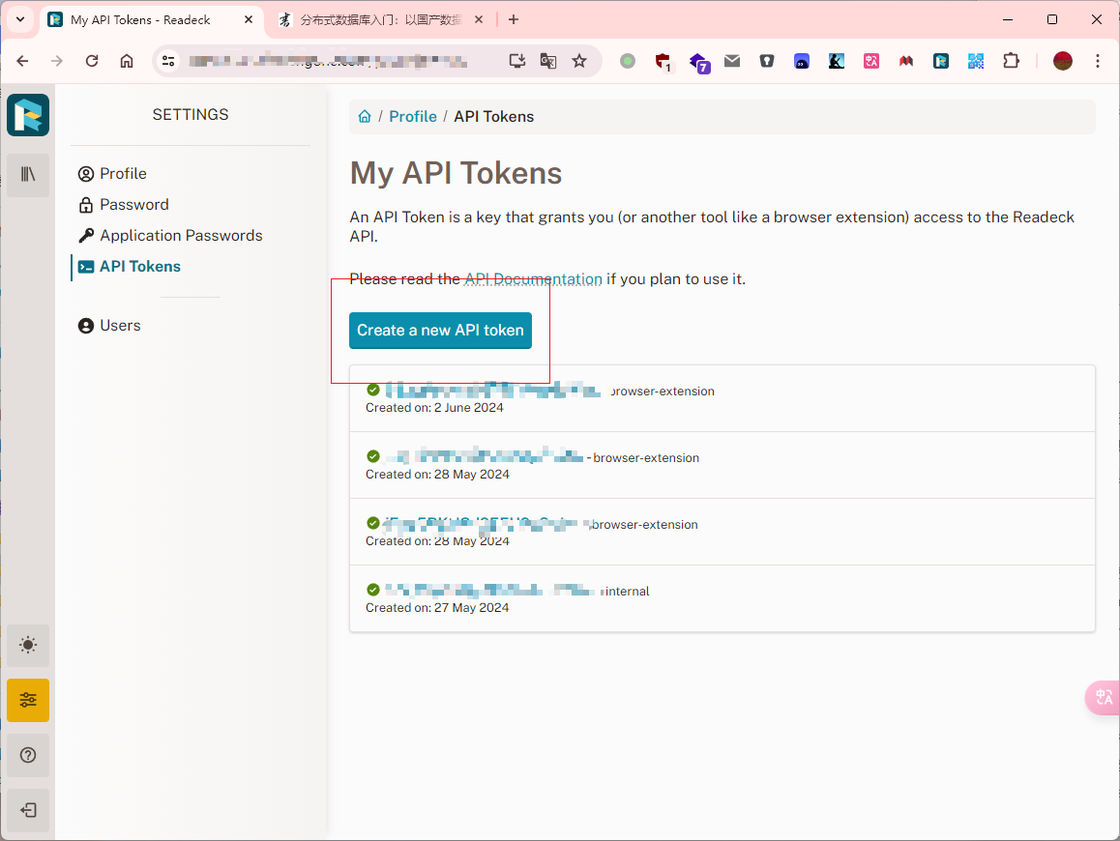 My API Tokens - Readeck
分布式数据库入门：以国产数据
1
7
SETTINGS
Profile
Password
Application Passwords
API Tokens
Users
/ Profile / API Tokens
My API Tokens
An API Token is a key that grants you (or another tool like a browser extension) access to the Readeck
API.
Please read the API Documentation if you plan to use it.
Create a new API token
browser-extension
Created on: 2 June 2024
- browser-extension
Created on: 28 May 2024
browser-extension
Created on: 28 May 2024
internal
Created on: 27 May 2024